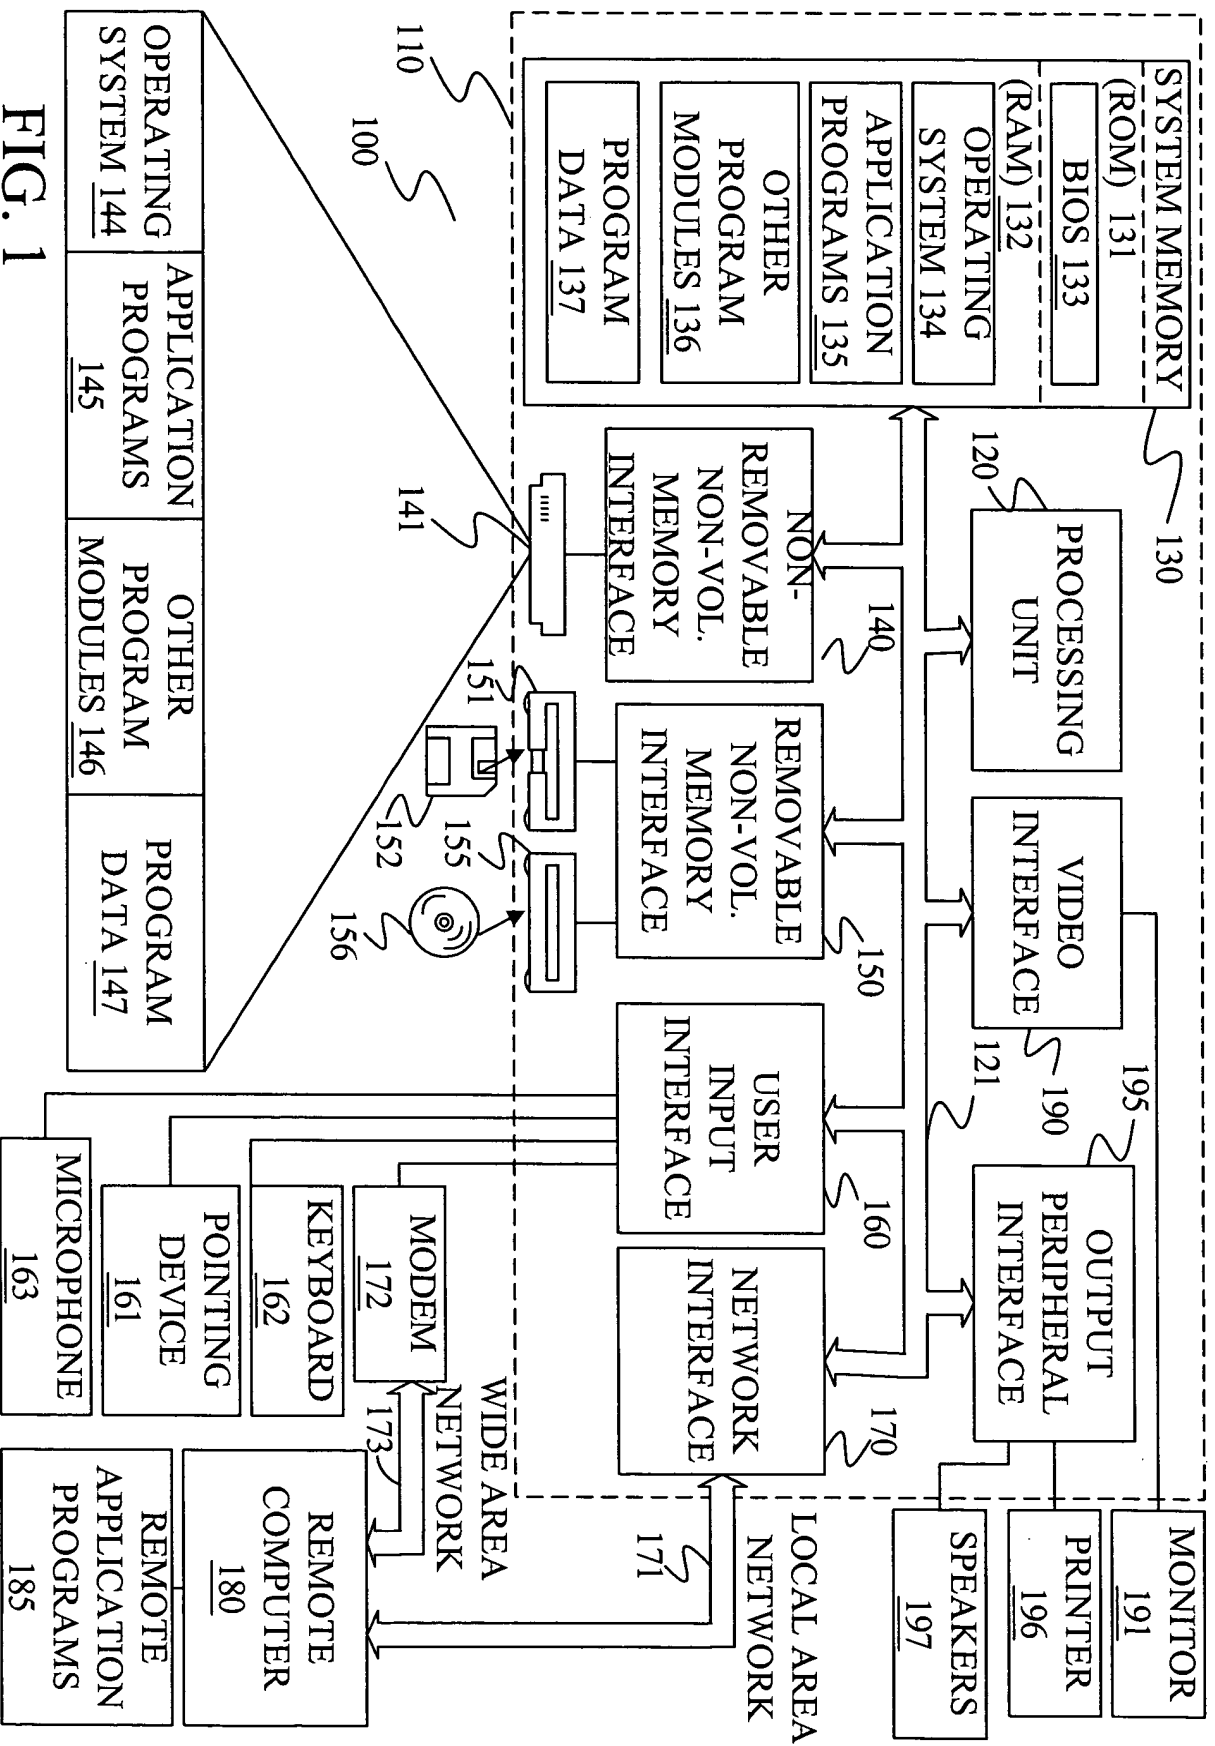 SYSTEM MEMORY
(ROM) 131
BIOS 133
(RAM) 132
OPERATING
SYSTEM 134
APPLICATION
PROGRAMS 135
OTHER
PROGRAM
MODULES 136
PROGRAM
DATA 137
130
120
PROCESSING
UNIT
VIDEO
INTERFACE
190
121
195
OUTPUT
PERIPHERAL
INTERFACE
MONITOR
191
PRINTER
196
SPEAKERS
197
110
100
NON-
REMOVABLE
NON-VOL.
MEMORY
INTERFACE
140
REMOVABLE
NON-VOL.
MEMORY
INTERFACE
150
USER
INPUT
INTERFACE
160
NETWORK
INTERFACE
170
LOCAL AREA
NETWORK
171
141
151
152
155
156
WIDE AREA
NETWORK
173
MODEM
172
KEYBOARD
162
POINTING
DEVICE
161
MICROPHONE
163
REMOTE
COMPUTER
180
REMOTE
APPLICATION
PROGRAMS
185
OPERATING
SYSTEM 144
APPLICATION
PROGRAMS
145
OTHER
PROGRAM
MODULES 146
PROGRAM
DATA 147
FIG. 1